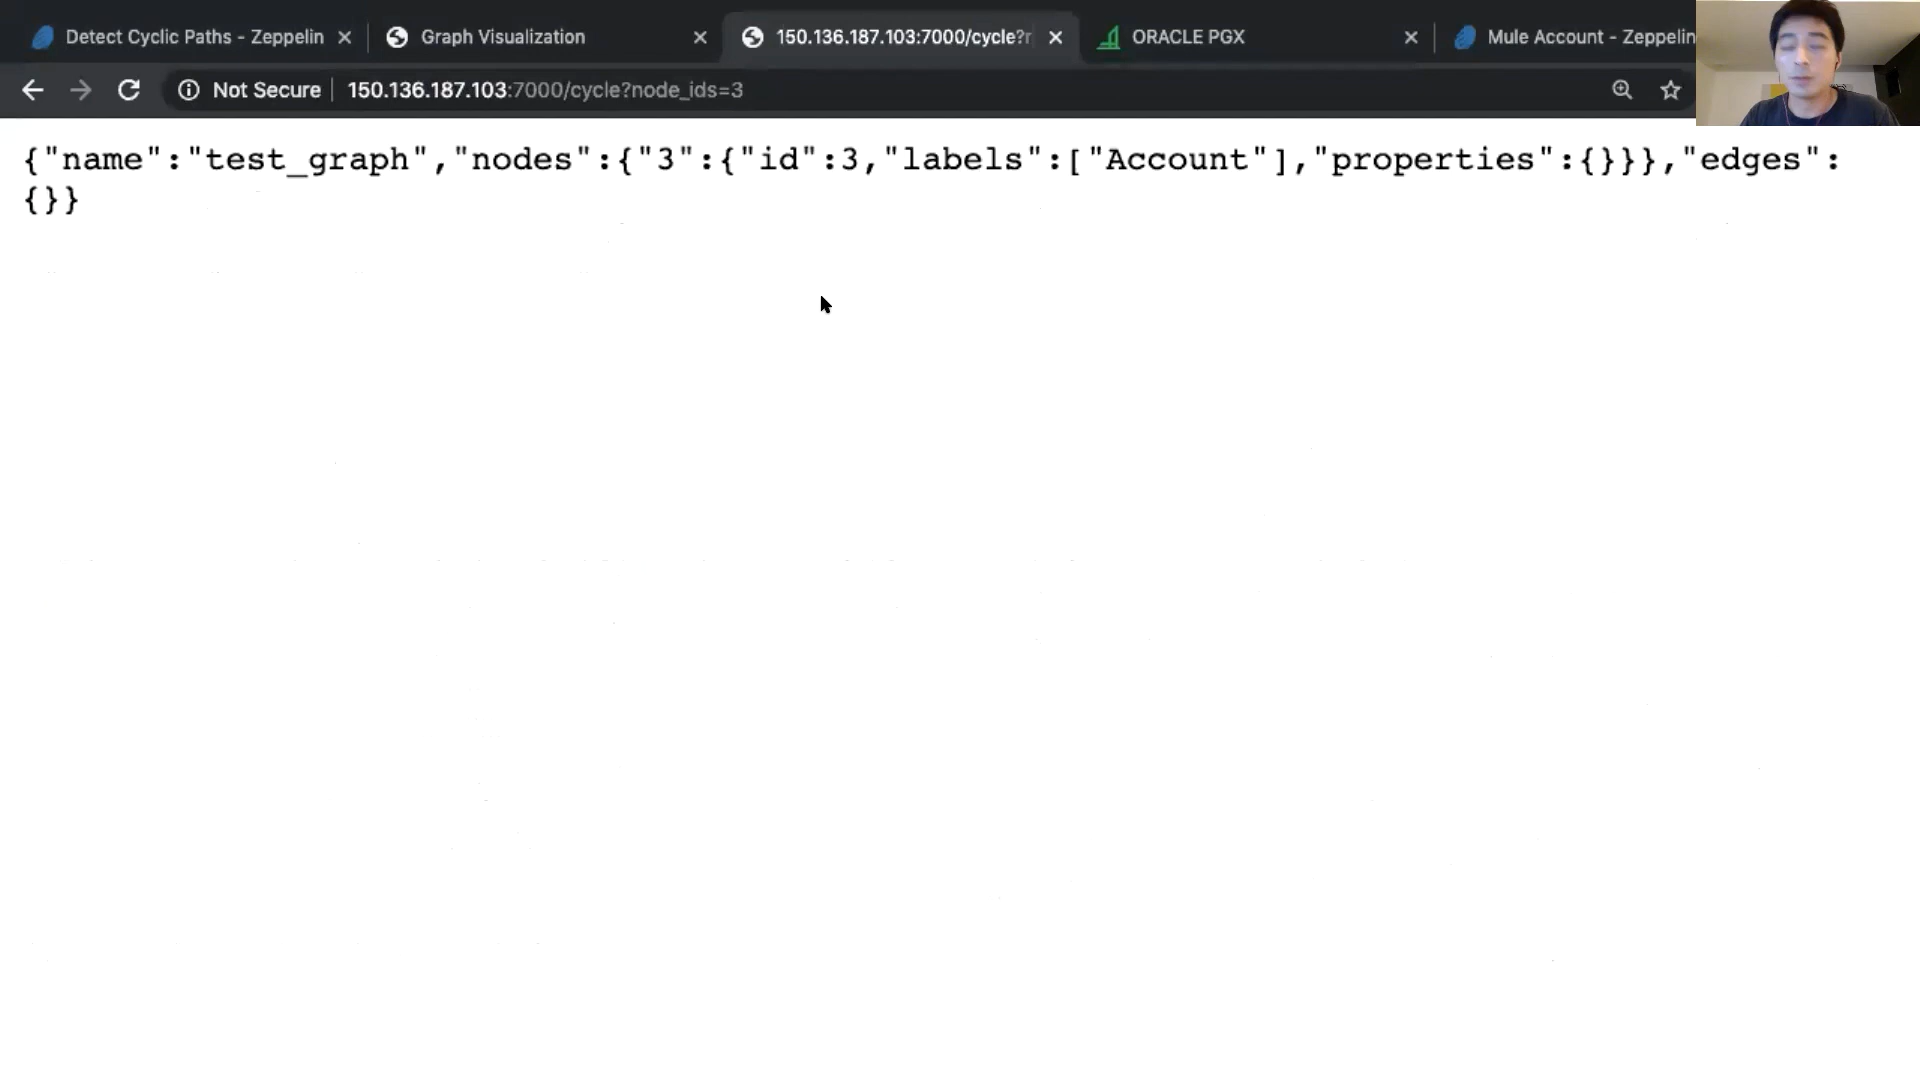 Detect Cyclic Paths - Zeppelin
Graph Visualization
150.136.187.103:7000/cycle?r
ORACLE PGX
Mule Account - Zeppelin
Not Secure
150.136.187.103:7000/cycle?node_ids=3
{"name":"test_graph","nodes":{"3":{"id":3,"labels":["Account"],"properties":{}}},"edges":
{}}